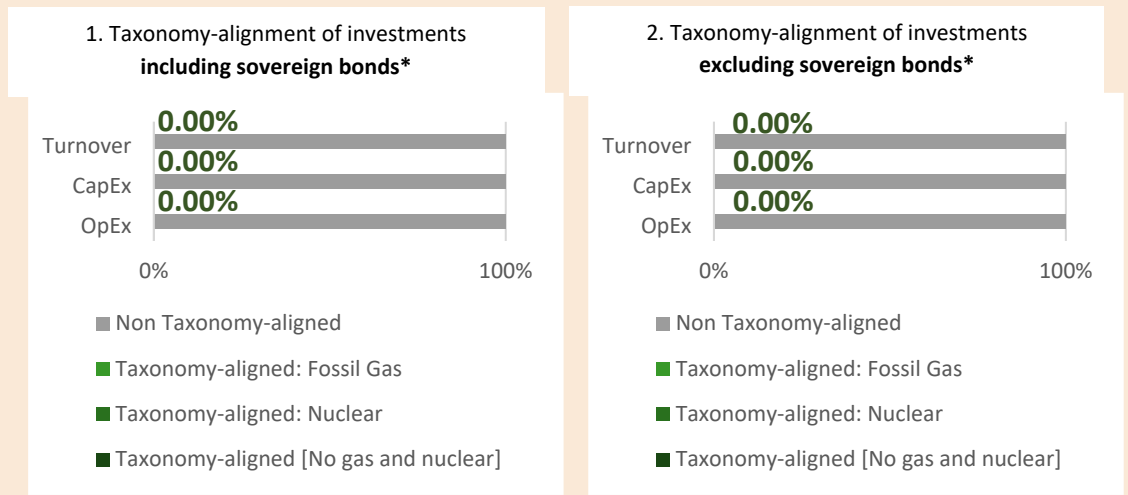 1. Taxonomy-alignment of investments
including sovereign bonds*
0.00%
Turnover
0.00%
CapEx
0.00%
OpEx
0%
100%
Non Taxonomy-aligned
Taxonomy-aligned: Fossil Gas
Taxonomy-aligned: Nuclear
Taxonomy-aligned [No gas and nuclear]
2. Taxonomy-alignment of investments
excluding sovereign bonds*
0.00%
Turnover
0.00%
CapEx
0.00%
OpEx
0%
100%
Non Taxonomy-aligned
Taxonomy-aligned: Fossil Gas
Taxonomy-aligned: Nuclear
Taxonomy-aligned [No gas and nuclear]